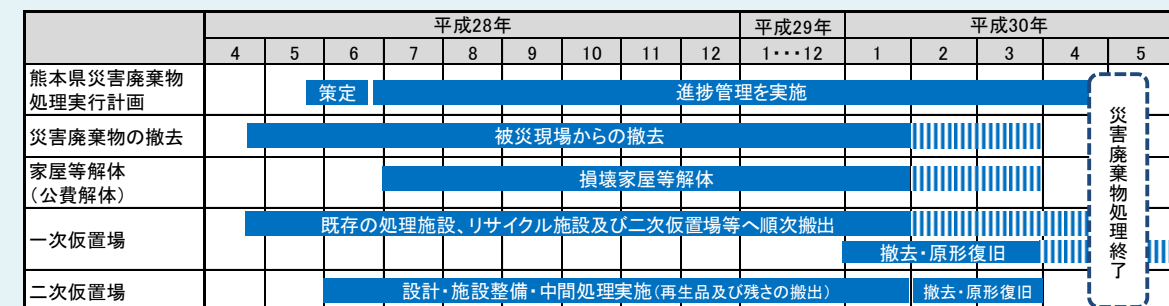 平成28年 平成29年 平成30年
4 5 6 7 8 9 10 11 12 1・・・12 1 2 3 4 5
熊本県災害廃棄物
処理実行計画
策定 進捗管理を実施
災害廃棄物の撤去 被災現場からの撤去
家屋等解体
(公費解体)
損壊家屋等解体
一次仮置場
既存の処理施設、リサイクル施設及び二次仮置場等へ順次搬出
撤去・原形復旧
二次仮置場
設計・施設整備・中間処理実施(再生品及び残さの搬出) 撤去・原形復旧
災害廃棄物処理終了